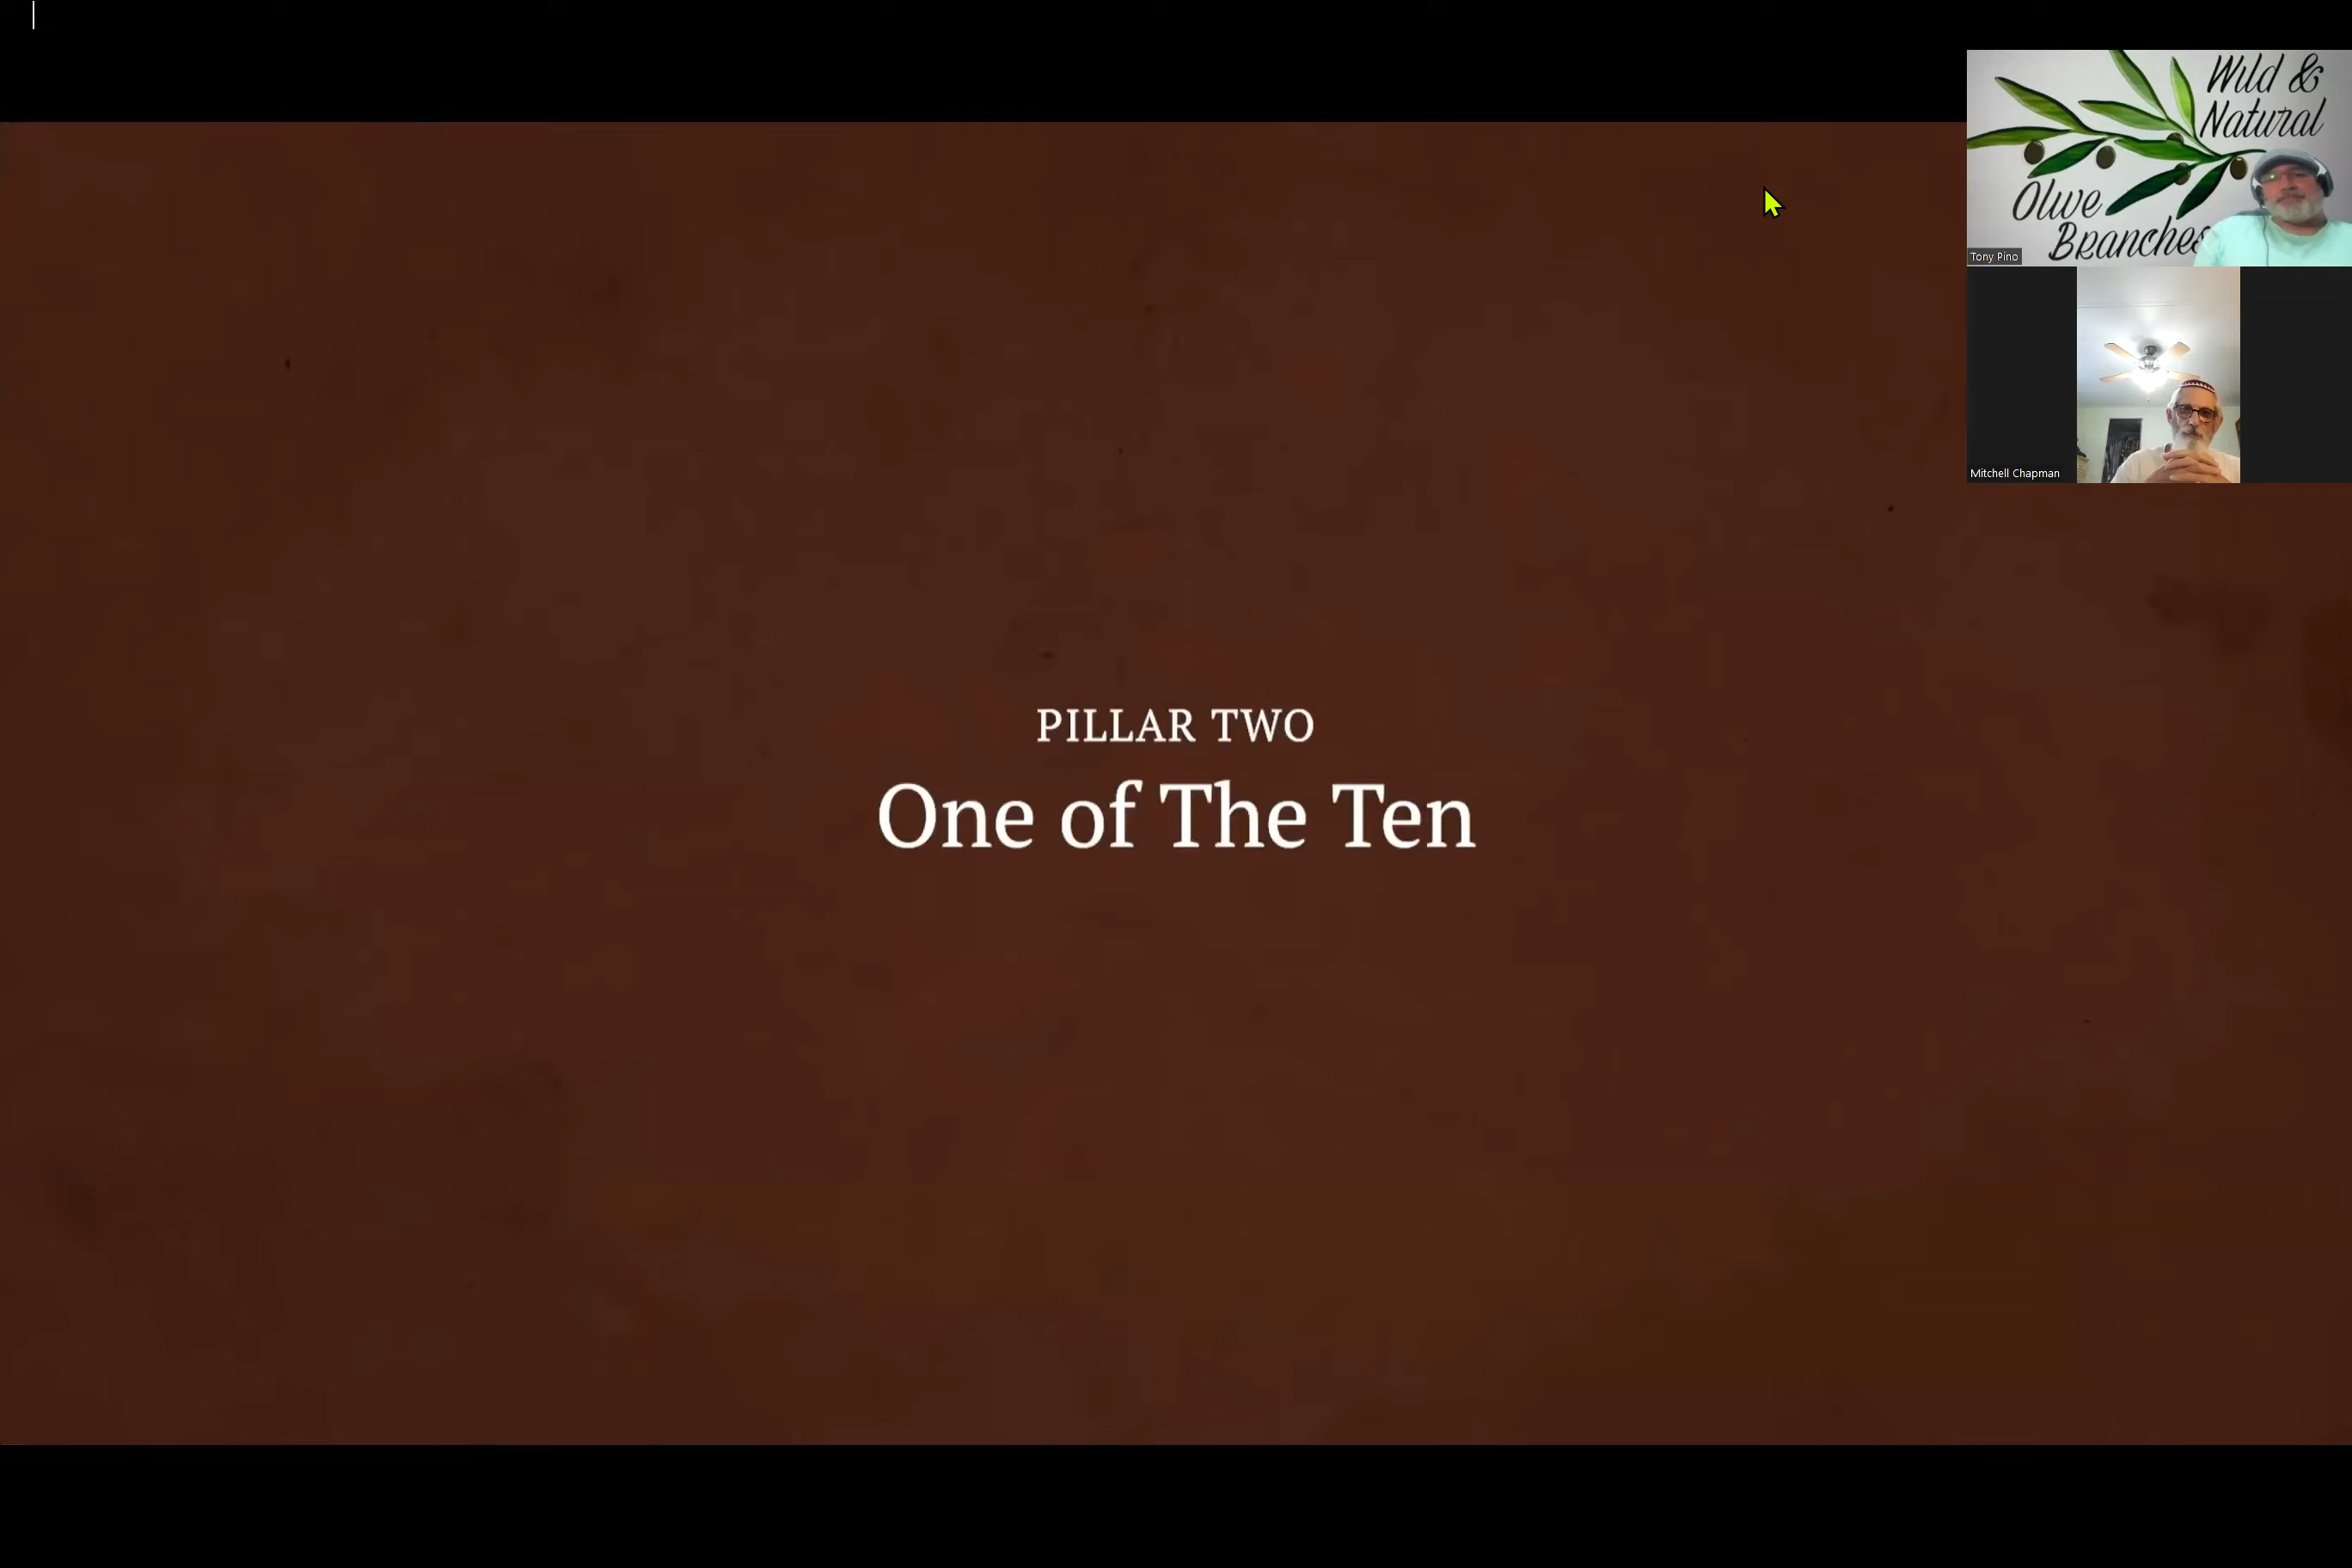 PILLAR TWO
One of The Ten
Wild &
Natural
Olive
Branches
Tony Pino
Mitchell Chapman